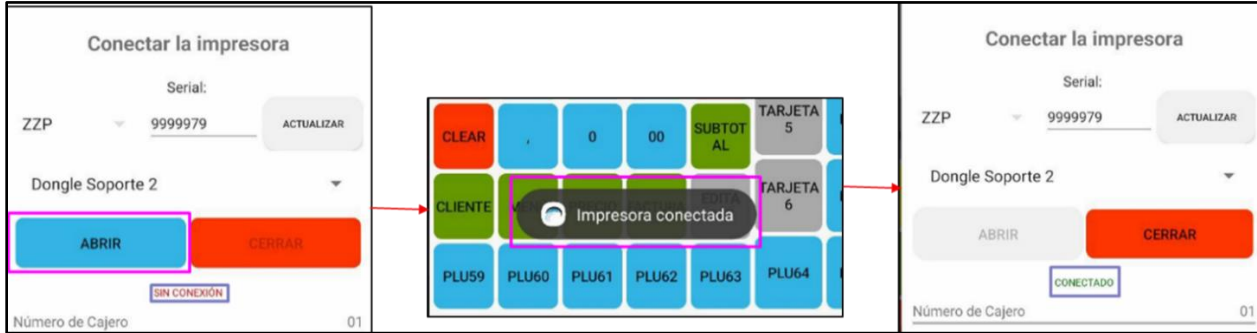 Conectar la impresora
Serial:
ZZP 9999979 ACTUALIZAR
Dongle Soporte 2
ABRIR CERRAR
SIN CONEXIÓN
Número de Cajero 01
CLEAR , 0 00 SUBTOT
AL TARJETA
5
CLIENTE TARJETA
6
Impresora conectada
PLU59 PLU60 PLU61 PLU62 PLU63 PLU64
Conectar la impresora
Serial:
ZZP 9999979 ACTUALIZAR
Dongle Soporte 2
ABRIR CERRAR
CONECTADO
Número de Cajero 01